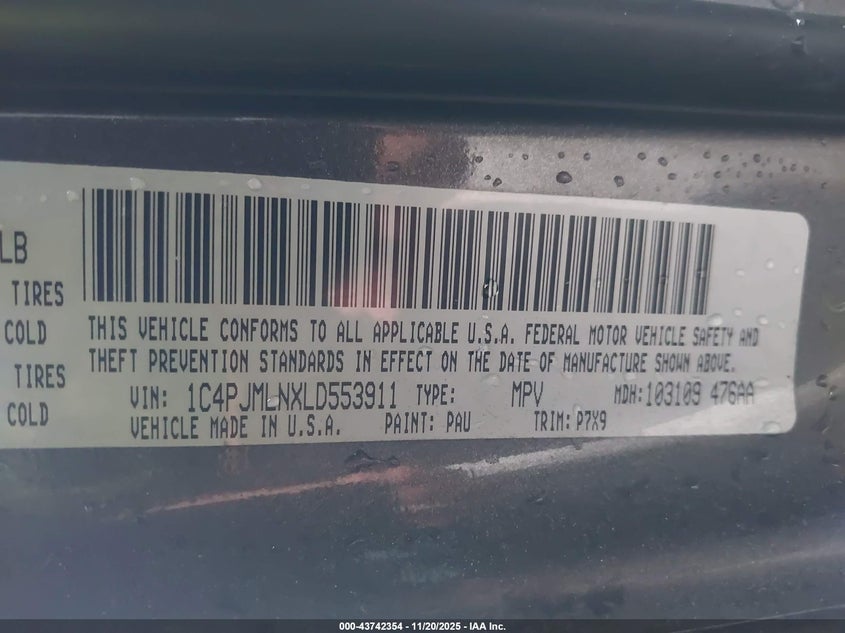 LB
TIRES
COLD
TIRES
COLD
THIS VEHICLE CONFORMS TO ALL APPLICABLE U.S.A. FEDERAL MOTOR VEHICLE SAFETY AND
THEFT PREVENTION STANDARDS IN EFFECT ON THE DATE OF MANUFACTURE SHOWN ABOVE.
VIN: 1C4PJMLNXLD553911 TYPE: MPV MDH: 103109 476AA
VEHICLE MADE IN U.S.A. PAINT: PAU TRIM: P7X9
000-43742354 - 11/20/2025 - IAA Inc.